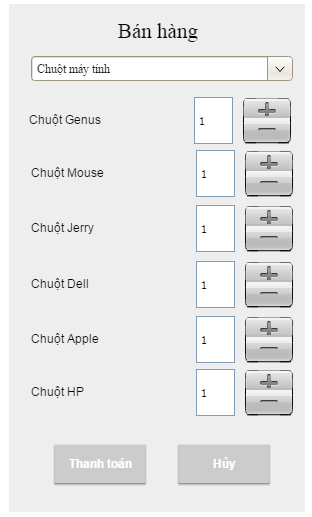 Bán hàng
Chuột máy tính
Chuột Genus 1
Chuột Mouse 1
Chuột Jerry 1
Chuột Dell 1
Chuột Apple 1
Chuột HP 1
Thanh toán Hủy